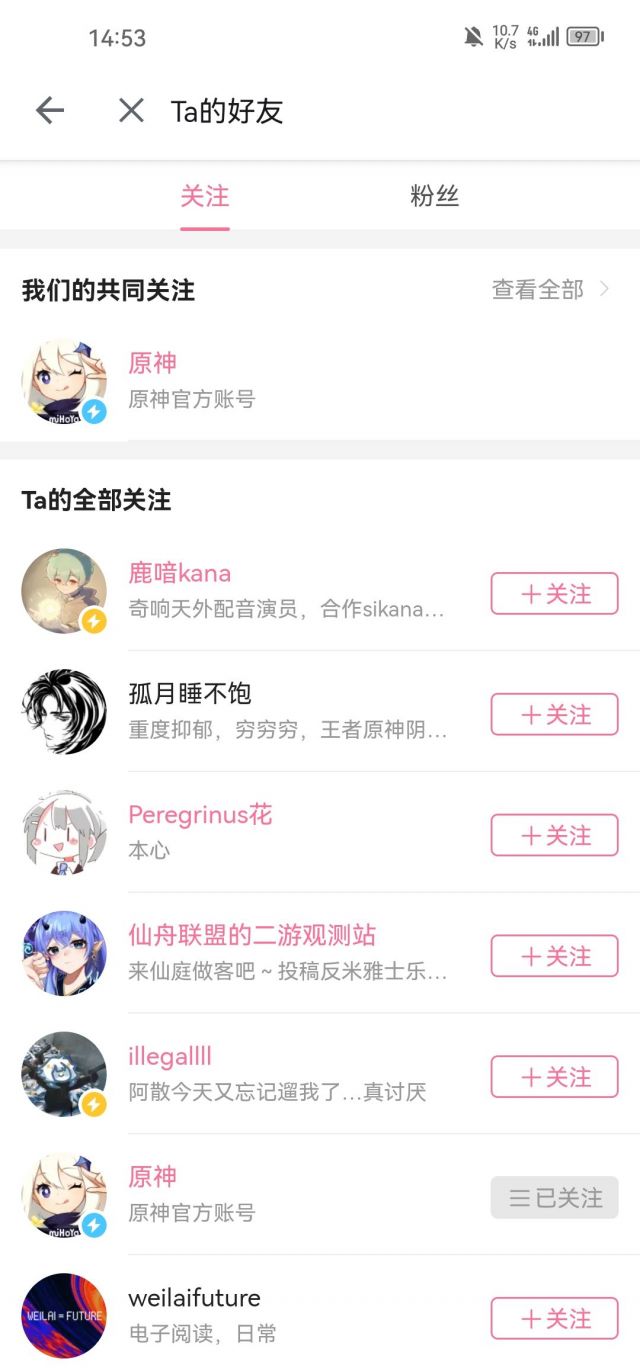 14:53
10.7
K/s
4G
97
Ta的好友
关注
粉丝
我们的共同关注
查看全部
原神
原神官方账号
miHoYo
Ta的全部关注
鹿喑kana
奇响天外配音演员，合作sikana…
+关注
孤月睡不饱
重度抑郁，穷穷穷，王者原神阴…
+关注
Peregrinus花
本心
+关注
仙舟联盟的二游观测站
来仙庭做客吧～投稿反米雅士乐…
+关注
illegallll
阿散今天又忘记遛我了…真讨厌
+关注
原神
原神官方账号
miHoYo
已关注
weilaifuture
电子阅读，日常
WEILAI=FUTURE
+关注